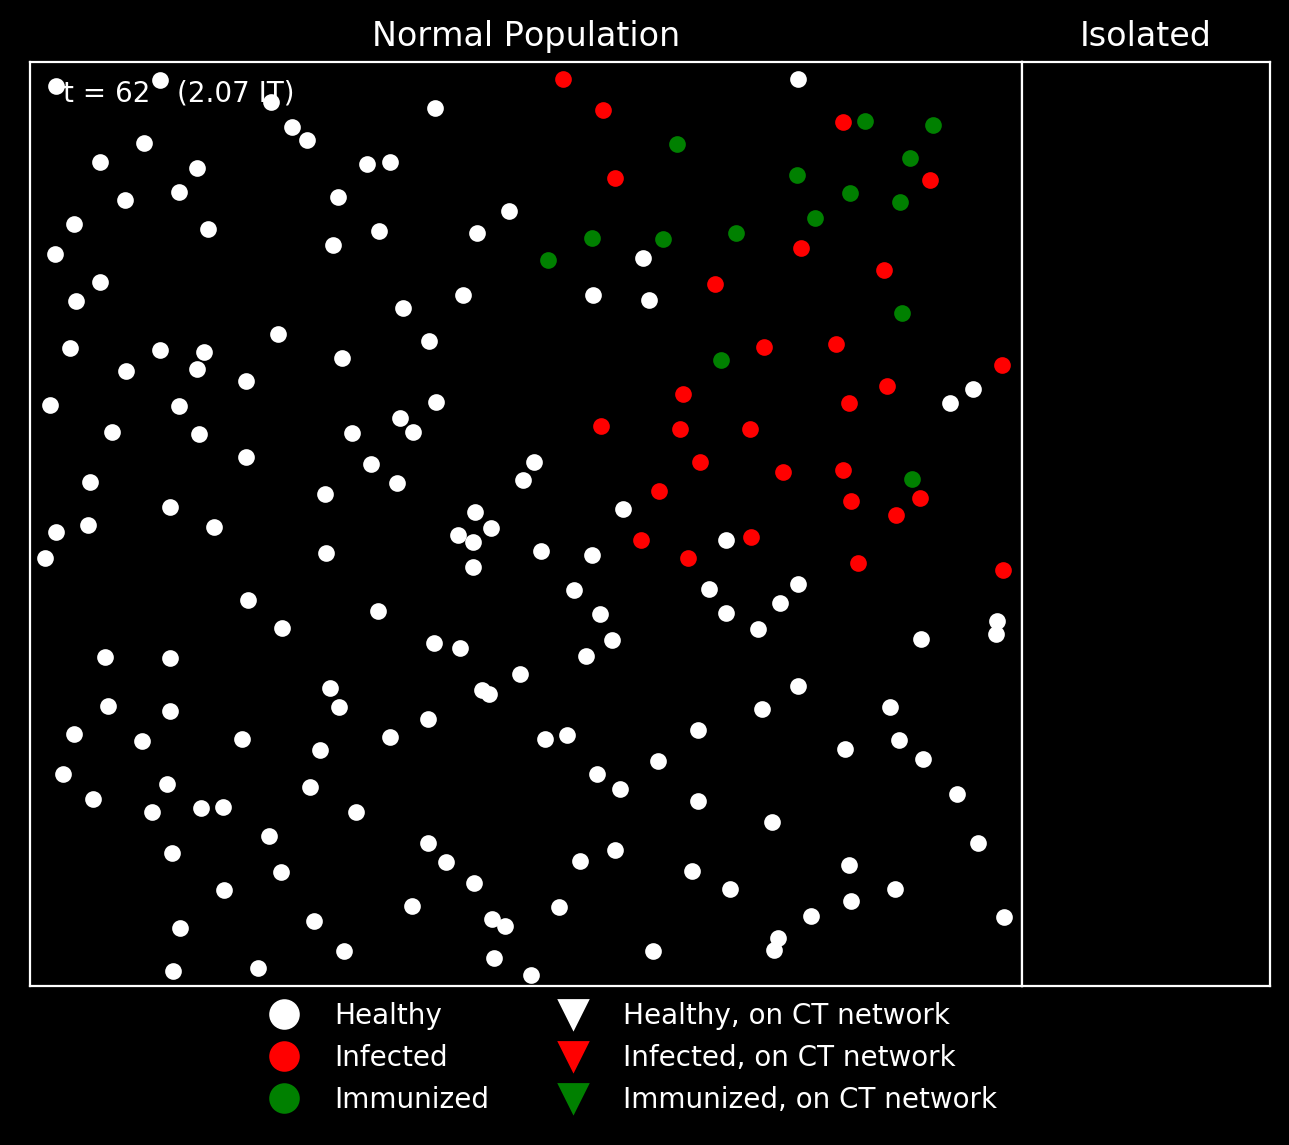 Normal Population
Isolated
t = 62   (2.07 IT)
Healthy
Infected
Immunized
Healthy, on CT network
Infected, on CT network
Immunized, on CT network